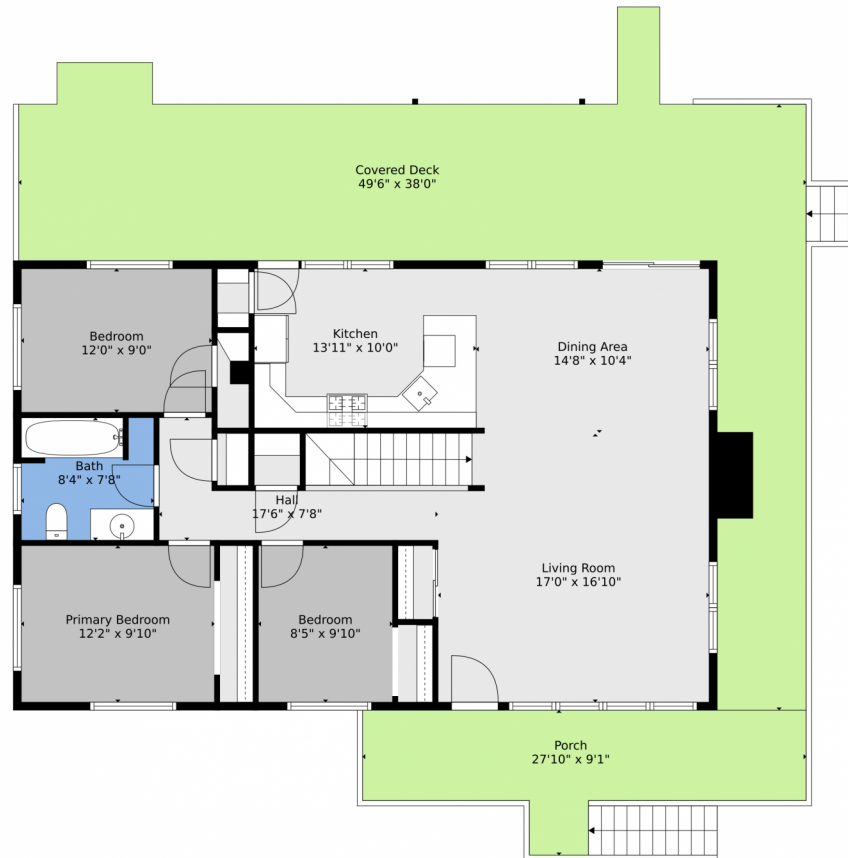 Covered Deck
49'6" x 38'0"
Bedroom
12'0" x 9'0"
Kitchen
13'11" x 10'0"
Dining Area
14'8" x 10'4"
Bath
8'4" x 7'8"
Hall
17'6" x 7'8"
Living Room
17'0" x 16'10"
Primary Bedroom
12'2" x 9'10"
Bedroom
8'5" x 9'10"
Porch
27'10" x 9'1"